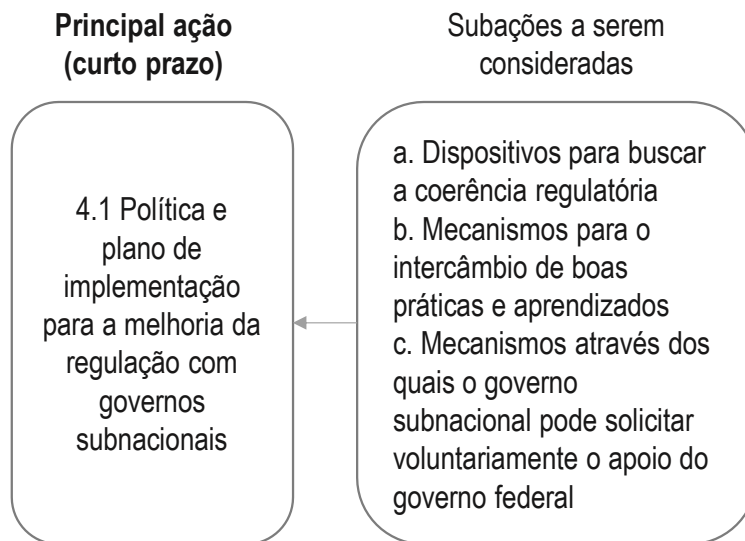 Principal ação
(curto prazo)
Subações a serem
consideradas
4.1 Política e
plano de
implementação
para a melhoria da
regulação com
governos
subnacionais
a. Dispositivos para buscar
a coerência regulatória
b. Mecanismos para o
intercâmbio de boas
práticas e aprendizados
c. Mecanismos através dos
quais o governo
subnacional pode solicitar
voluntariamente o apoio do
governo federal